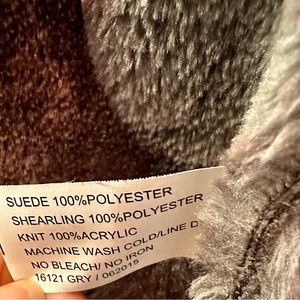 SUEDE 100%POLYESTER
SHEARLING 100%POLYESTER
KNIT 100%ACRYLIC
MACHINE WASH COLD/LINE D
NO BLEACH/ NO IRON
16121 GRY / 062015